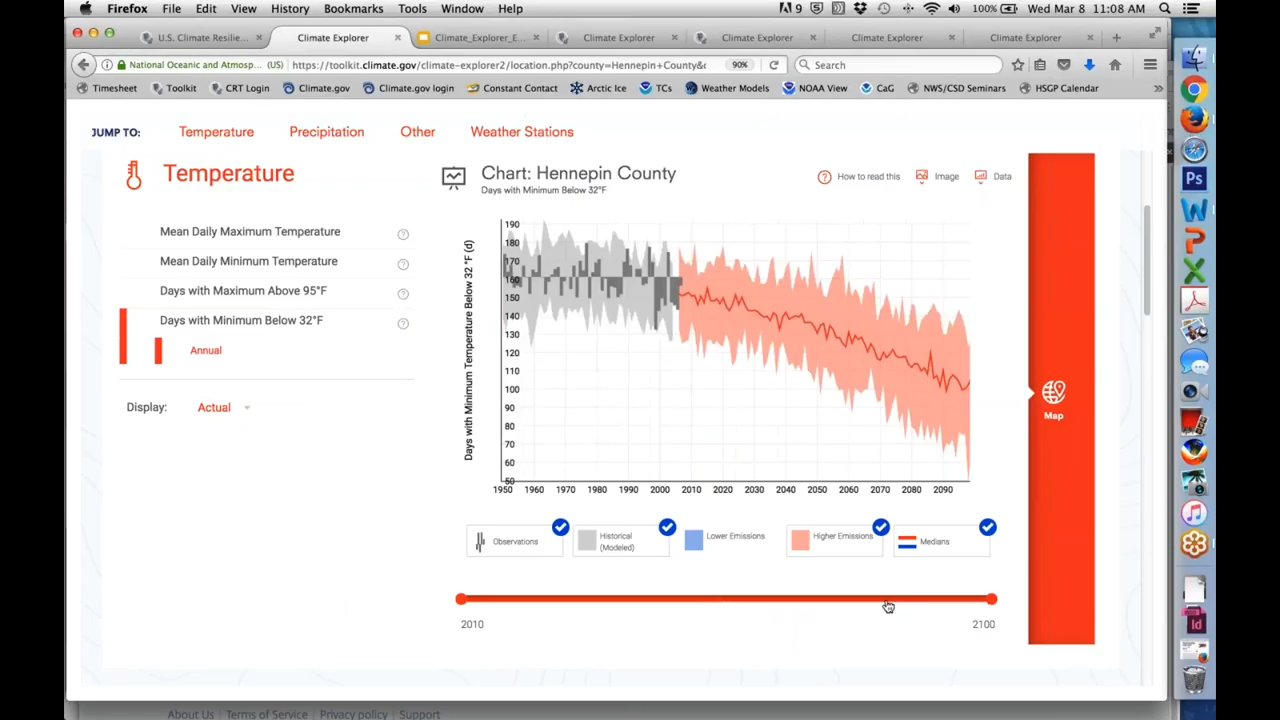 Firefox File Edit View History Bookmarks Tools Window Help 9 100% Wed Mar 8 11:08 AM
U.S. Climate Resilie... Climate Explorer Climate_Explorer_E... Climate Explorer Climate Explorer Climate Explorer Climate Explorer
National Oceanic and Atmosp... (US) https://toolkit.climate.gov/climate-explorer2/location.php?county=Hennepin+County& 90% Search
Timesheet Toolkit CRT Login Climate.gov Climate.gov login Constant Contact Arctic Ice TCs Weather Models NOAA View CaG NWS/CSD Seminars HSGP Calendar
JUMP TO: Temperature Precipitation Other Weather Stations
Temperature
Mean Daily Maximum Temperature
Mean Daily Minimum Temperature
Days with Maximum Above 95°F
Days with Minimum Below 32°F
Annual
Display: Actual
Chart: Hennepin County
Days with Minimum Below 32°F
How to read this Image Data
Days with Minimum Temperature Below 32 °F (d)
190
180
170
160
150
140
130
120
110
100
90
80
70
60
50
1950 1960 1970 1980 1990 2000 2010 2020 2030 2040 2050 2060 2070 2080 2090
Observations
Historical
(Modeled)
Lower Emissions
Higher Emissions
Medians
2010 2100
Map
About Us Terms of Service Privacy policy Support
Ps
Id